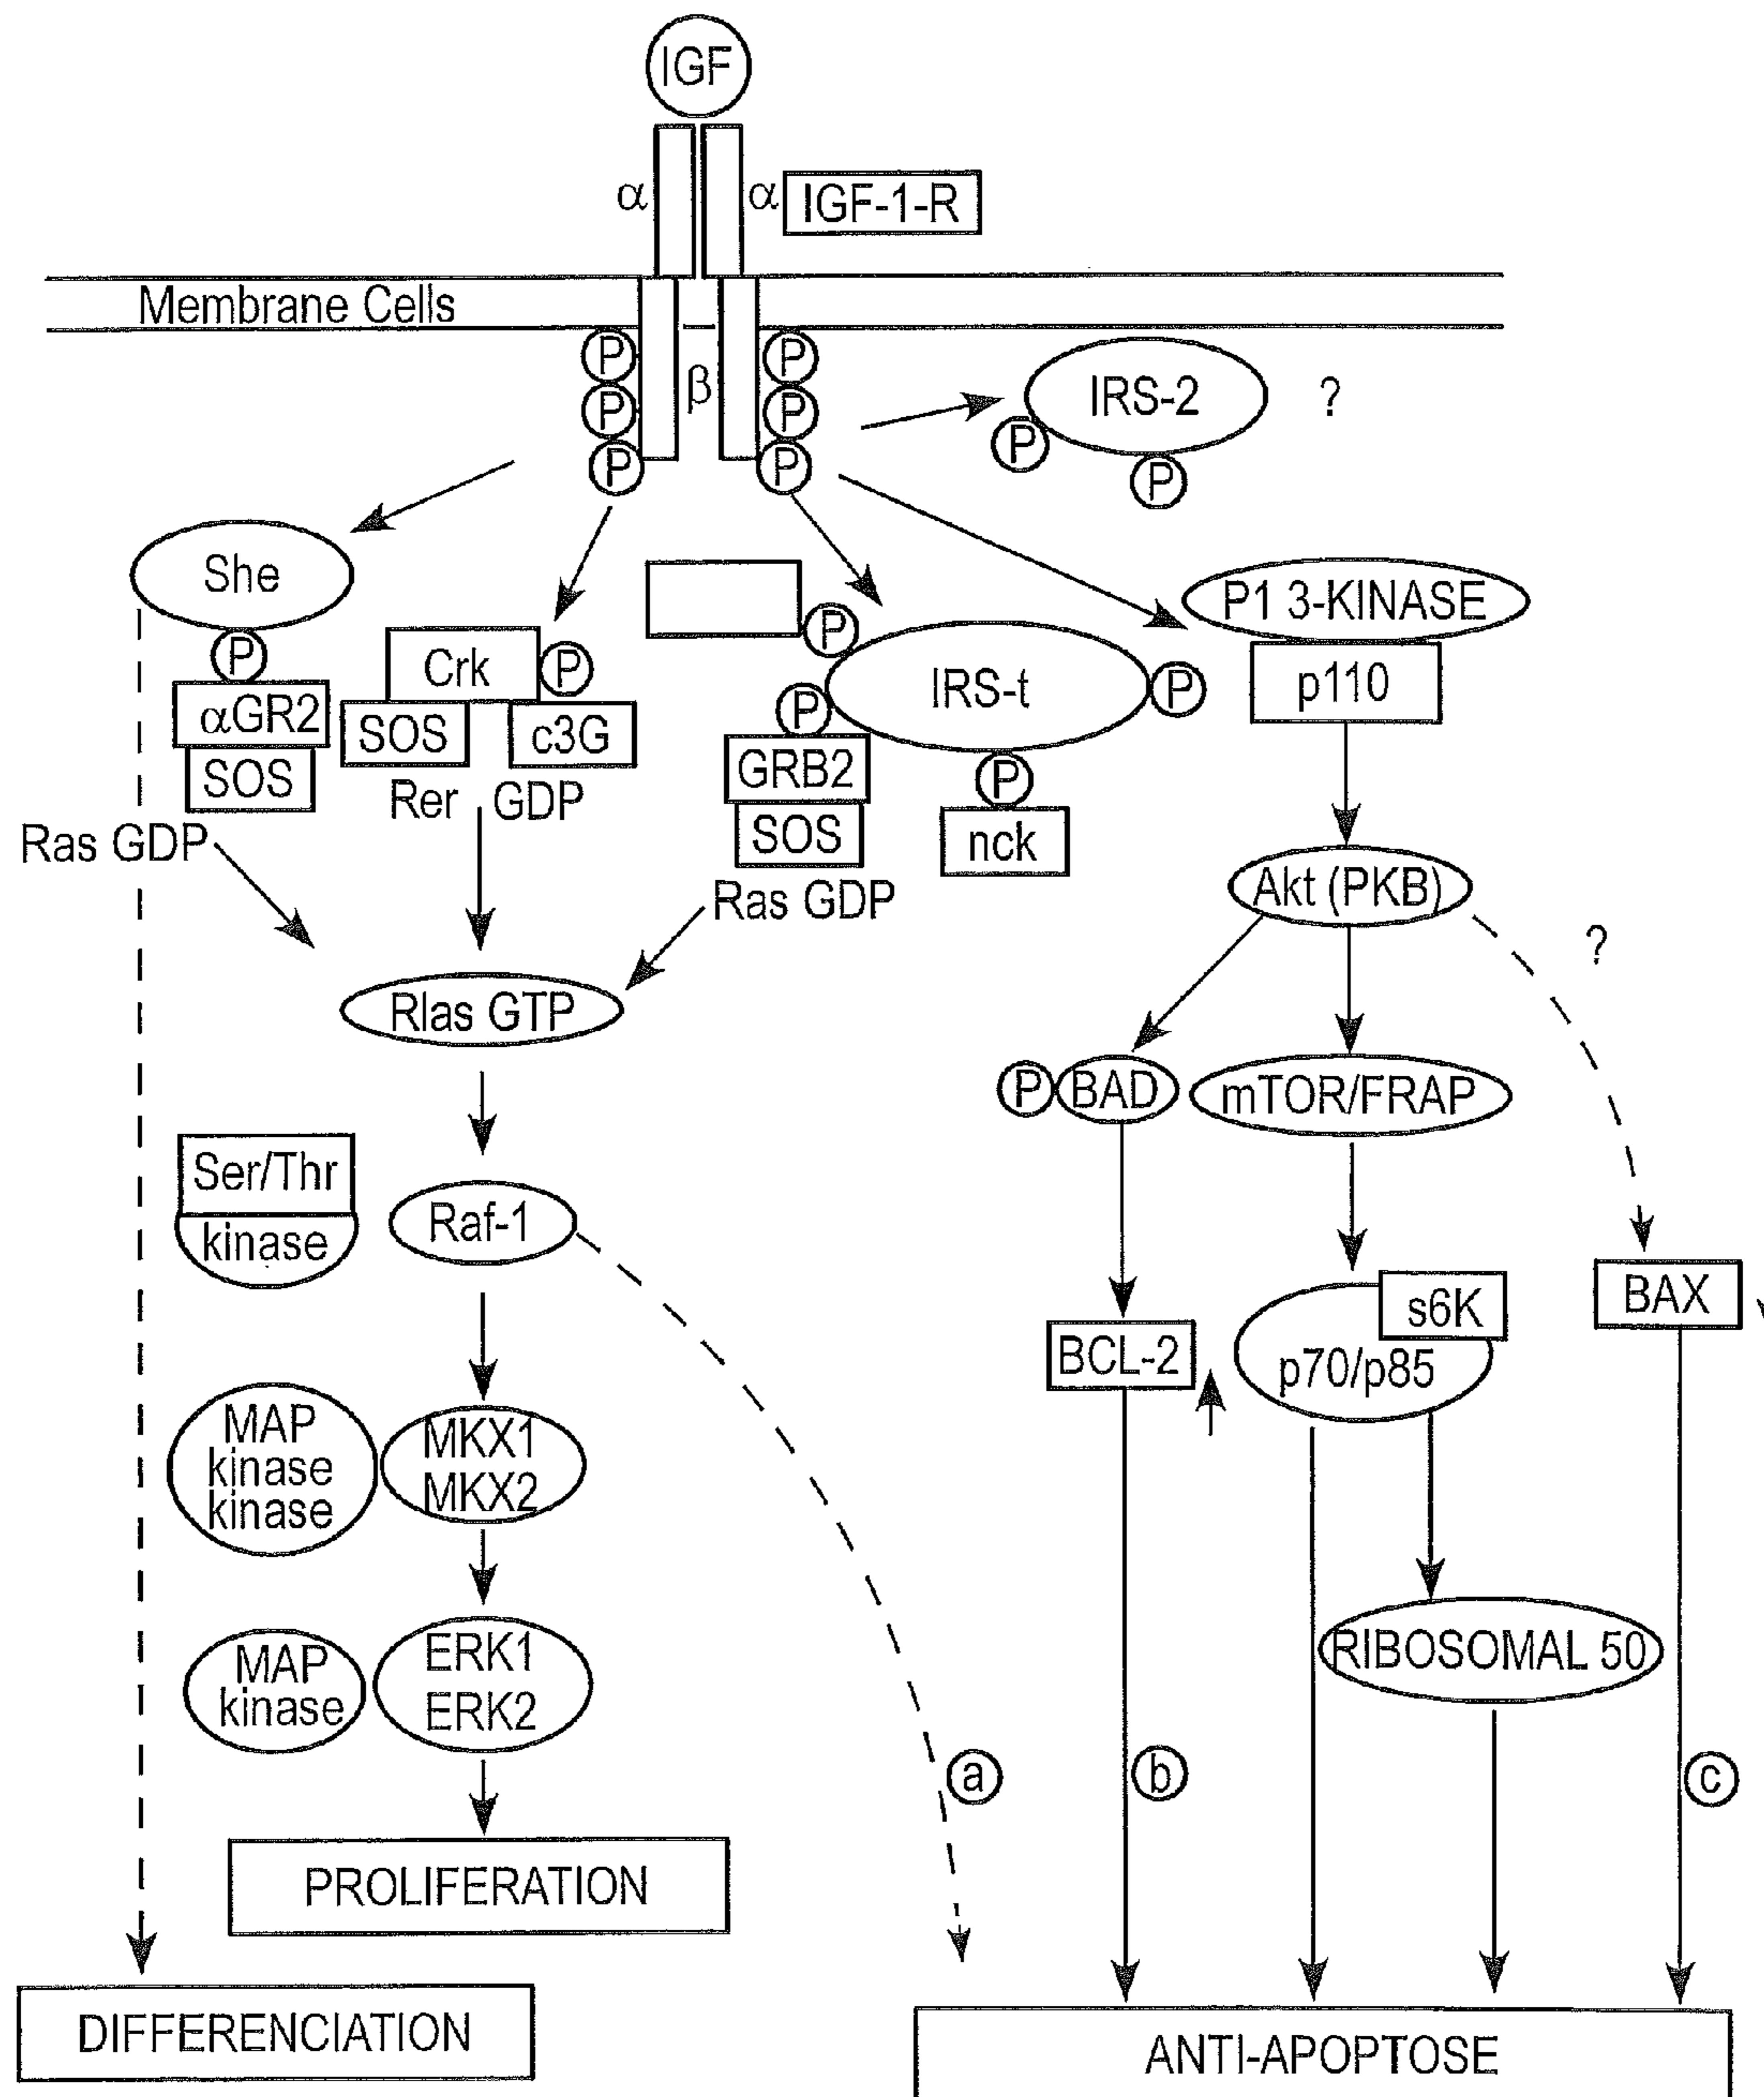 IGF
α
α
IGF-1-R
Membrane Cells
P
P
P
β
P
P
P
IRS-2
?
P
P
She
P
αGR2
SOS
Ras GDP
Crk
P
SOS
c3G
Rer GDP
P
IRS-t
P
P
GRB2
SOS
Ras GDP
P
nck
P1 3-KINASE
p110
Akt (PKB)
?
Rlas GTP
P
BAD
mTOR/FRAP
Ser/Thr
kinase
Raf-1
BCL-2
s6K
p70/p85
BAX
MAP
kinase
kinase
MKX1
MKX2
MAP
kinase
ERK1
ERK2
RIBOSOMAL 50
a
b
c
PROLIFERATION
DIFFERENCIATION
ANTI-APOPTOSE